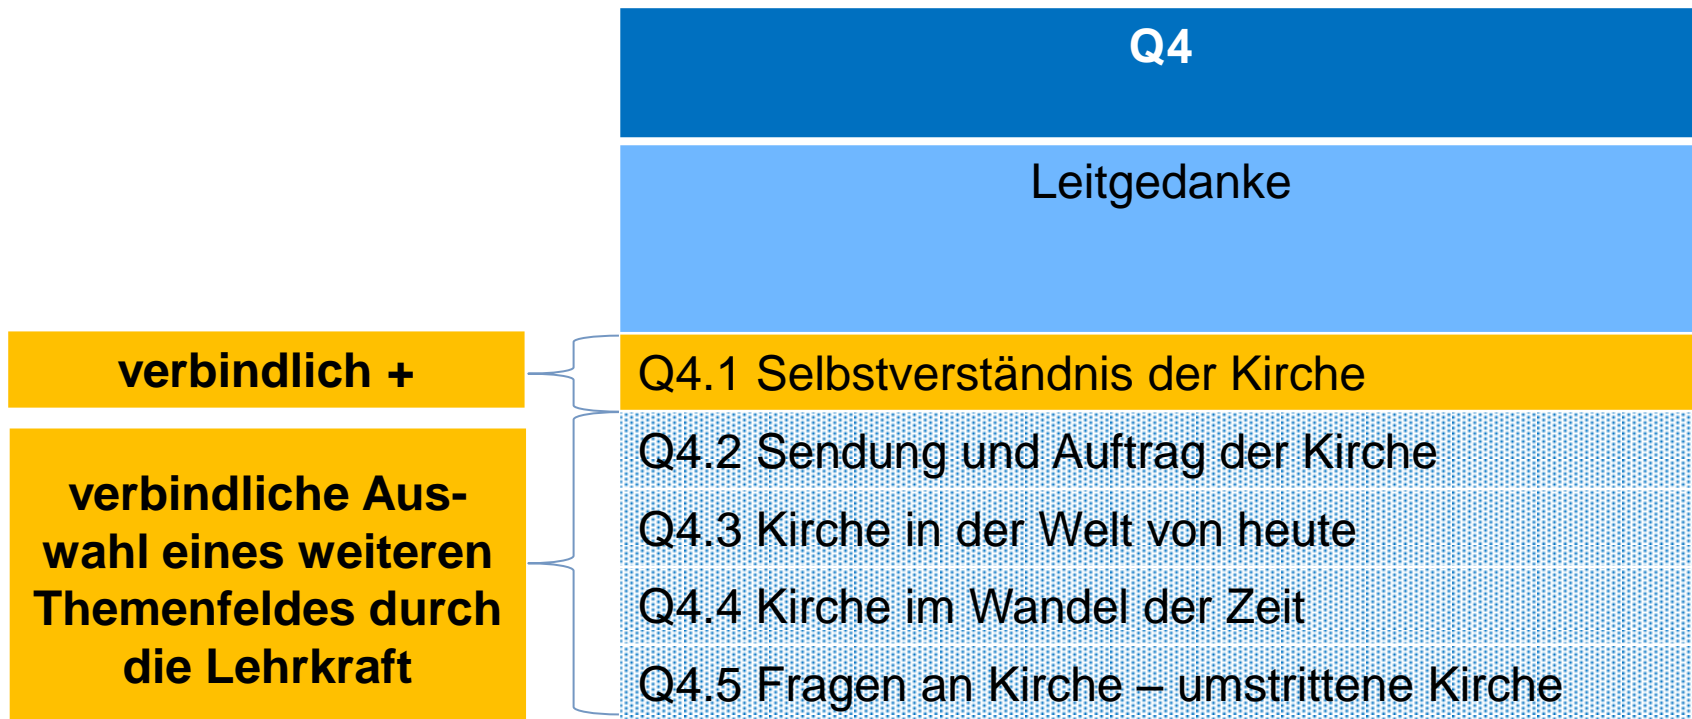 Q4
Leitgedanke
verbindlich +
Q4.1 Selbstverständnis der Kirche
verbindliche Aus-
wahl eines weiteren
Themenfeldes durch
die Lehrkraft
Q4.2 Sendung und Auftrag der Kirche
Q4.3 Kirche in der Welt von heute
Q4.4 Kirche im Wandel der Zeit
Q4.5 Fragen an Kirche – umstrittene Kirche